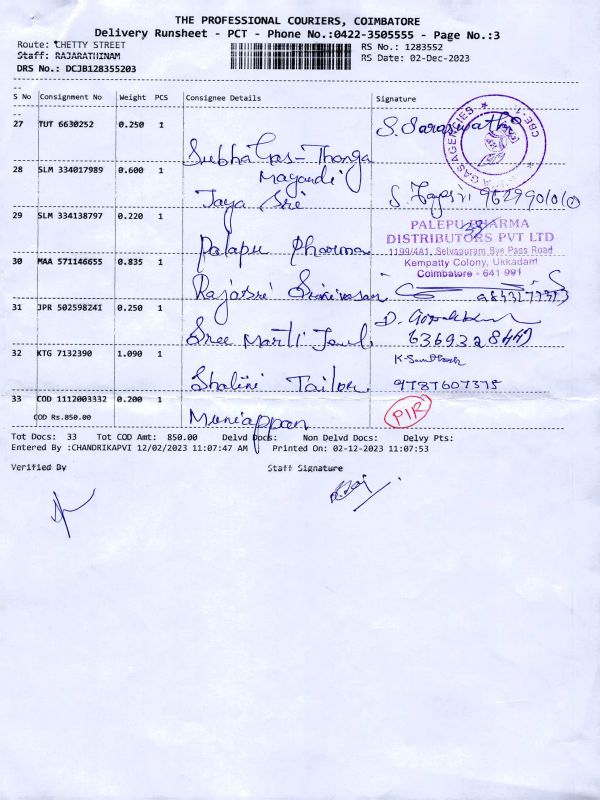 THE PROFESSIONAL COURIERS, COIMBATORE
Delivery Runsheet - PCT - Phone No.:0422-3505555 - Page No.:3
Route: CHETTY STREET
Staff: RAJARATHINAM
DRS No.: DCJB128355203
RS No.: 1283552
RS Date: 02-Dec-2023
S No Consignment No Weight PCS Consignee Details Signature
27 TUT 6630252 0.250 1 Subha Gas- Thanga S. Saraswathi
28 SLM 334017989 0.600 1 Jaya Sri
29 SLM 334138797 0.220 1 Palapu Pharma
PALEPU PHARMA
DISTRIBUTORS PVT LTD
1199/4A1, Selvapuram Bye Pass Road
Kempatty Colony, Ukkadam
Coimbatore - 641 001
30 MAA 571146655 0.835 1 Rajasri Srinivasan
31 JPR 502598241 0.250 1 Sree Marti
32 KTG 7132390 1.090 1 Shalini Tailor 9787607375
33 COD 1112003332 0.200 1 Muniappan PIR
COD Rs.850.00
Tot Docs: 33 Tot COD Amt: 850.00 Delvd Docs: Non Delvd Docs: Delvy Pts:
Entered By :CHANDRIKAPVI 12/02/2023 11:07:47 AM Printed On: 02-12-2023 11:07:53
Verified By Staff Signature